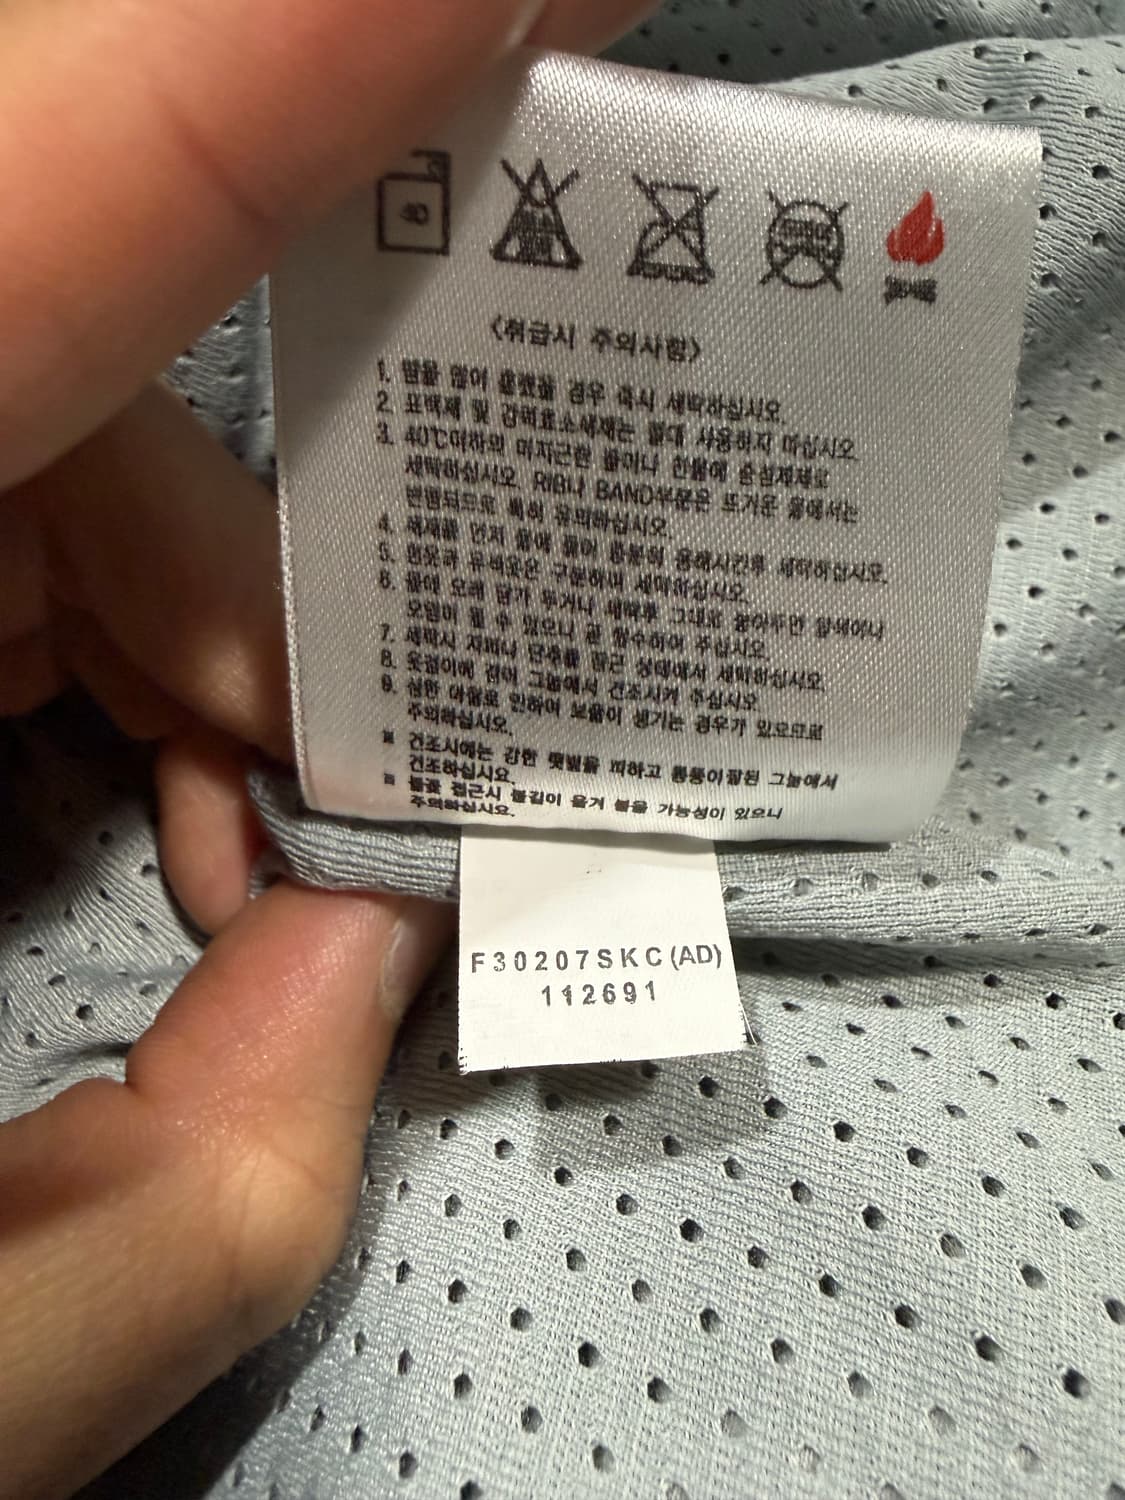 40
<취급시 주의사항>
1. 땀을 많이 흘렸을 경우 즉시 세탁하십시오.
2. 표백제 및 강력효소세제는 절대 사용하지 마십시오.
3. 40℃이하의 미지근한 물이나 찬물에 중성세제로
세탁하십시오. RIB나 BAND부분은 뜨거운 물에서는
변형되므로 특히 유의하십시오.
4. 세제를 먼저 물에 풀어 충분히 용해시킨후 세탁하십시오.
5. 흰옷과 유색옷은 구분하여 세탁하십시오.
6. 물에 오래 담가 두거나 세탁후 그대로 놓아두면 탈색이나
오염이 될 수 있으니 곧 탈수하여 주십시오.
7. 세탁시 지퍼나 단추를 잠근 상태에서 세탁하십시오.
8. 옷걸이에 걸어 그늘에서 건조시켜 주십시오.
9. 심한 마찰로 인하여 보풀이 생기는 경우가 있으므로
주의하십시오.
건조시에는 강한 햇빛을 피하고 통풍이잘된 그늘에서
건조하십시요.
불꽃 접근시 불길이 옮겨 붙을 가능성이 있으니
주의하십시요.
F30207SKC(AD)
112691